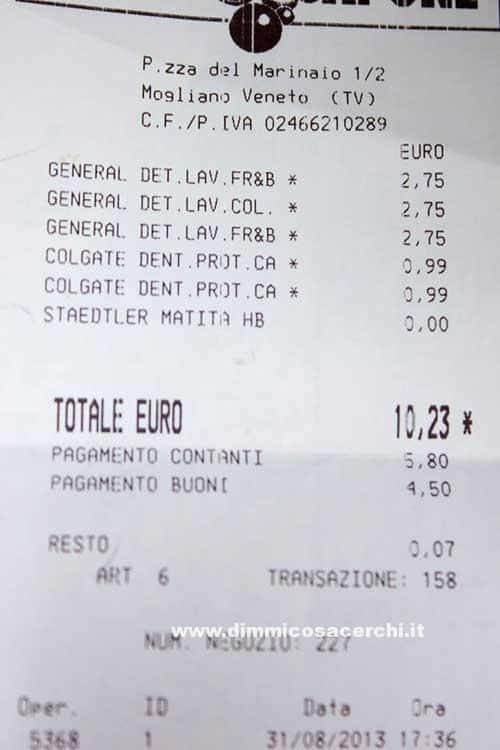 P.zza del Marinaio 1/2
Mogliano Veneto (TV)
C.F./P.IVA 02466210289
EURO
GENERAL DET.LAV.FR&B * 2,75
GENERAL DET.LAV.COL. * 2,75
GENERAL DET.LAV.FR&B * 2,75
COLGATE DENT.PROT.CA * 0,99
COLGATE DENT.PROT.CA * 0,99
STAEDTLER MATITA HB 0,00
TOTALE EURO 10,23 *
PAGAMENTO CONTANTI 5,80
PAGAMENTO BUONI 4,50
RESTO 0,07
ART 6 TRANSAZIONE: 158
www.dimmicosacerchi.it
NUM. NEGOZIO: 227
Oper. ID Data Ora
5368 1 31/08/2013 17:36